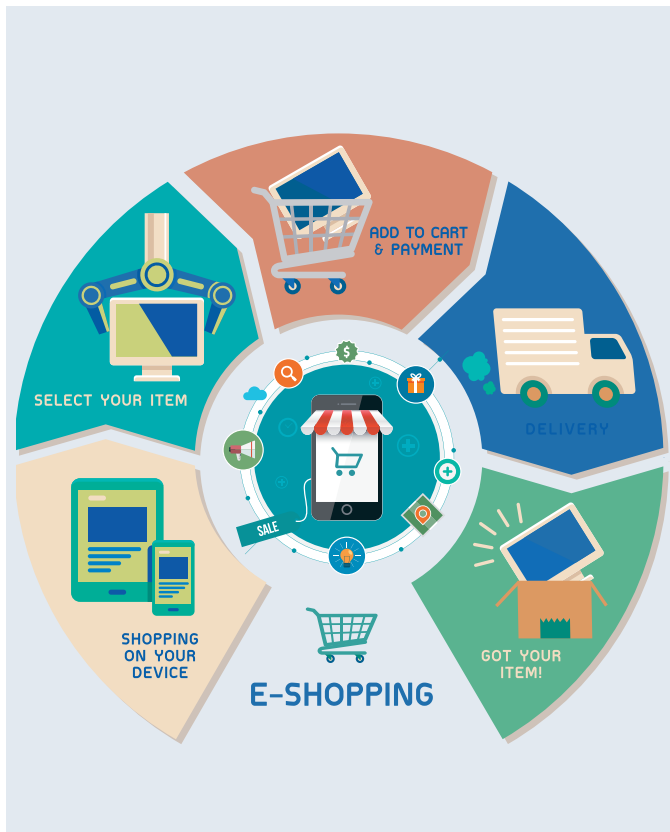 ADD TO CART
& PAYMENT
SELECT YOUR ITEM
DELIVERY
$
SALE
SHOPPING
ON YOUR
DEVICE
GOT YOUR
ITEM!
E-SHOPPING